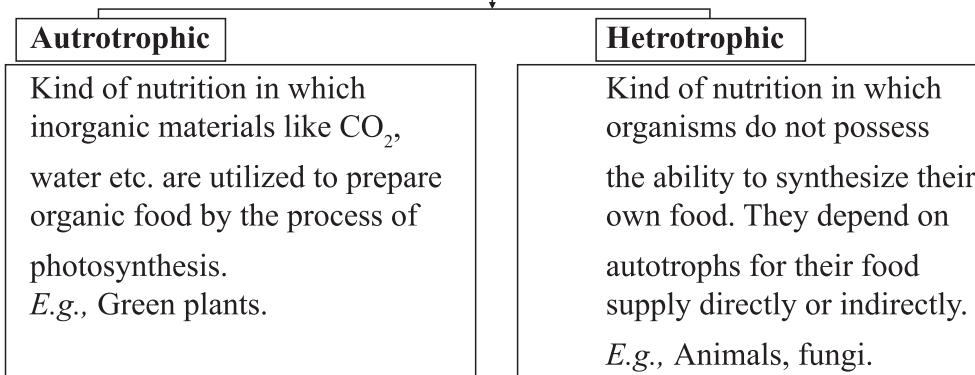 Autrotrophic
Kind of nutrition in which
inorganic materials like CO₂,
water etc. are utilized to prepare
organic food by the process of
photosynthesis.
E.g., Green plants.
Hetrotrophic
Kind of nutrition in which
organisms do not possess
the ability to synthesize their
own food. They depend on
autotrophs for their food
supply directly or indirectly.
E.g., Animals, fungi.